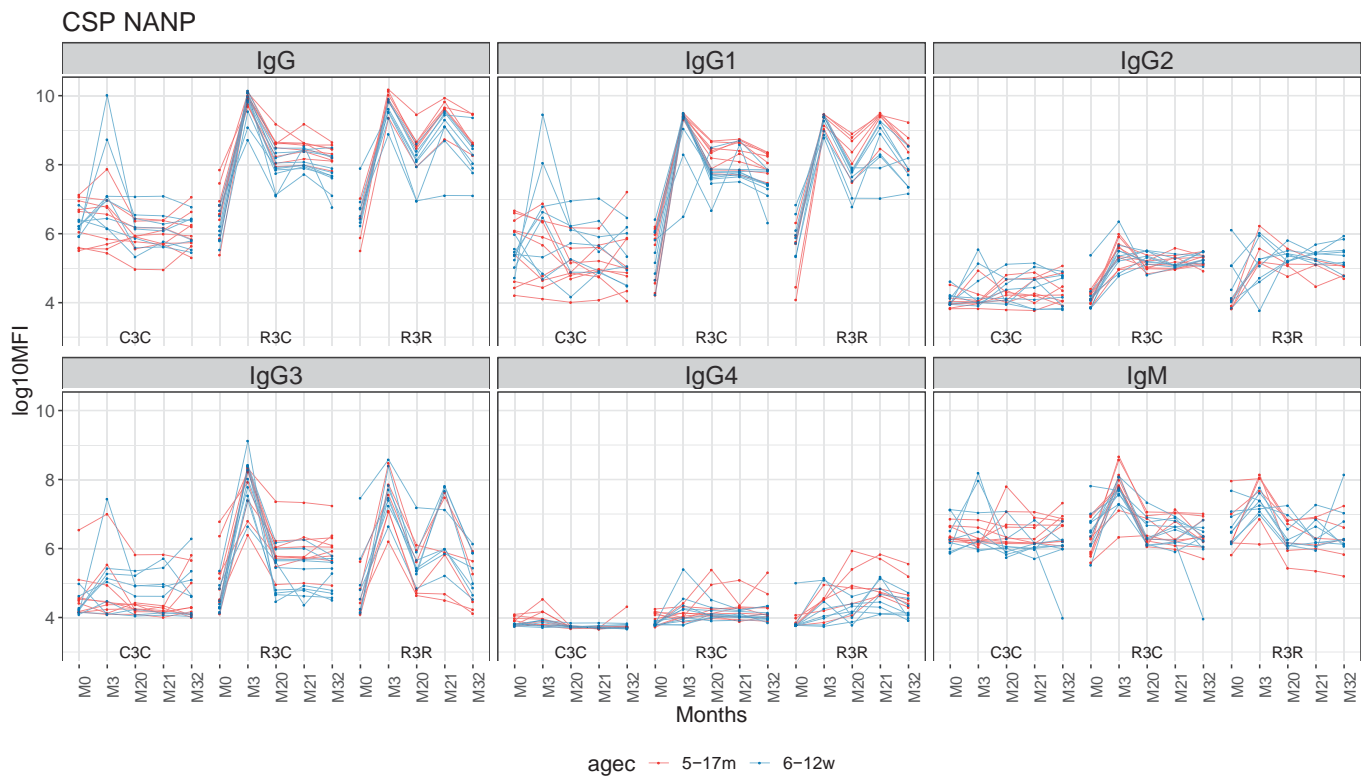 CSP NANP
IgG IgG1 IgG2
10
8
6
4
C3C R3C R3R C3C R3C R3R C3C R3C R3R
log10MFI
IgG3 IgG4 IgM
10
8
6
4
C3C R3C R3R C3C R3C R3R C3C R3C R3R
M0 M3 M20 M21 M32 M0 M3 M20 M21 M32 M0 M3 M20 M21 M32 M0 M3 M20 M21 M32 M0 M3 M20 M21 M32 M0 M3 M20 M21 M32 M0 M3 M20 M21 M32 M0 M3 M20 M21 M32 M0 M3 M20 M21 M32
Months
agec 5−17m 6−12w